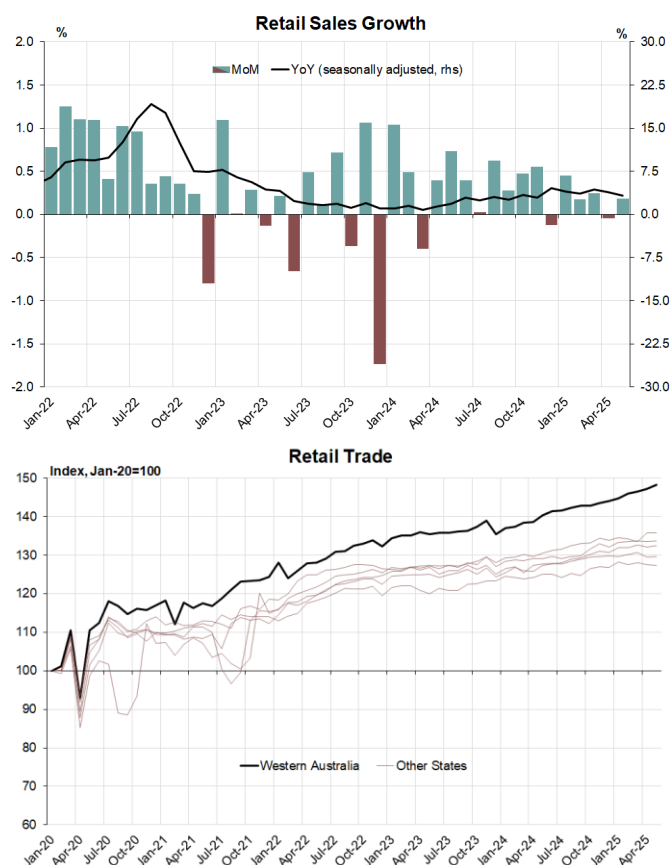 Retail Sales Growth
% %
MoM YoY (seasonally adjusted, rhs)
2.0 30.0
1.5 22.5
1.0 15.0
0.5 7.5
0.0 0.0
-0.5 -7.5
-1.0 -15.0
-1.5 -22.5
-2.0 -30.0
Jan-22 Apr-22 Jul-22 Oct-22 Jan-23 Apr-23 Jul-23 Oct-23 Jan-24 Apr-24 Jul-24 Oct-24 Jan-25 Apr-25
Retail Trade
Index, Jan-20=100
150
140
130
120
110
100
90
80
70
60
Western Australia Other States
Jan-20 Apr-20 Jul-20 Oct-20 Jan-21 Apr-21 Jul-21 Oct-21 Jan-22 Apr-22 Jul-22 Oct-22 Jan-23 Apr-23 Jul-23 Oct-23 Jan-24 Apr-24 Jul-24 Oct-24 Jan-25 Apr-25